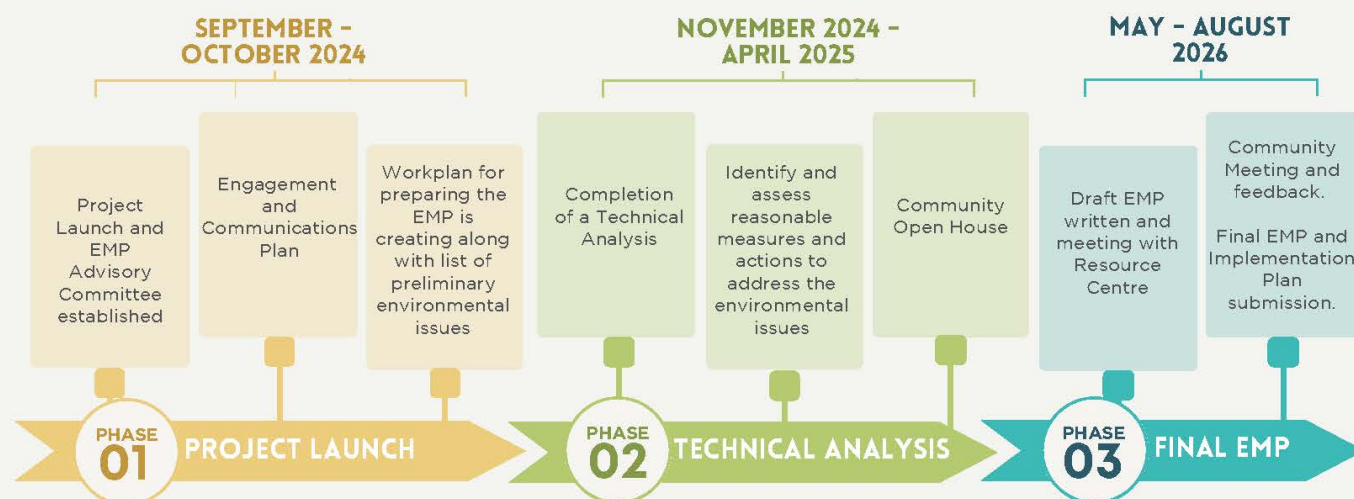 SEPTEMBER –
OCTOBER 2024
Project
Launch and
EMP
Advisory
Committee
established
Engagement
and
Communications
Plan
Workplan for
preparing the
EMP is
creating along
with list of
preliminary
environmental
issues
PHASE
01
PROJECT LAUNCH
NOVEMBER 2024 –
APRIL 2025
Completion
of a Technical
Analysis
Identify and
assess
reasonable
measures and
actions to
address the
environmental
issues
Community
Open House
PHASE
02
TECHNICAL ANALYSIS
MAY – AUGUST
2026
Draft EMP
written and
meeting with
Resource
Centre
Community
Meeting and
feedback.
Final EMP and
Implementation
Plan
submission.
PHASE
03
FINAL EMP